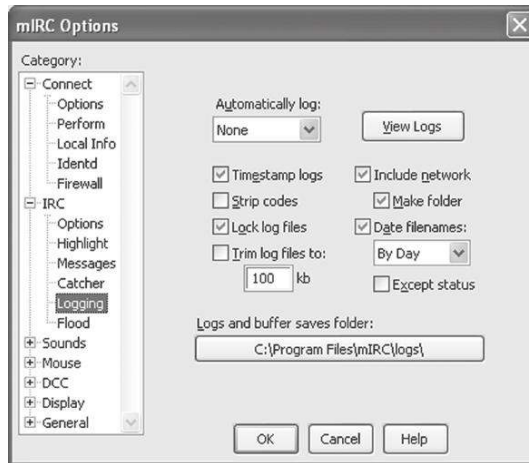 mIRC Options
Category:
Connect
Options
Perform
Local Info
Identd
Firewall
IRC
Options
Highlight
Messages
Catcher
Logging
Flood
Sounds
Mouse
DCC
Display
General
Automatically log:
None
View Logs
Timestamp logs
Include network
Strip codes
Make folder
Lock log files
Date filenames:
Trim log files to:
By Day
100 kb
Except status
Logs and buffer saves folder:
C:\Program Files\mIRC\logs\
OK
Cancel
Help